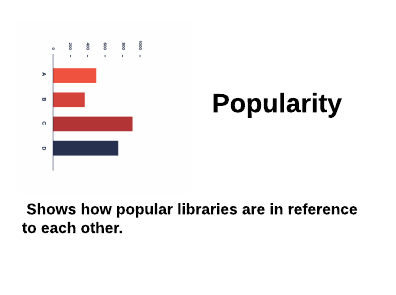 0 200 400 600 800 1000
A
B
C
D
Popularity
Shows how popular libraries are in reference
to each other.